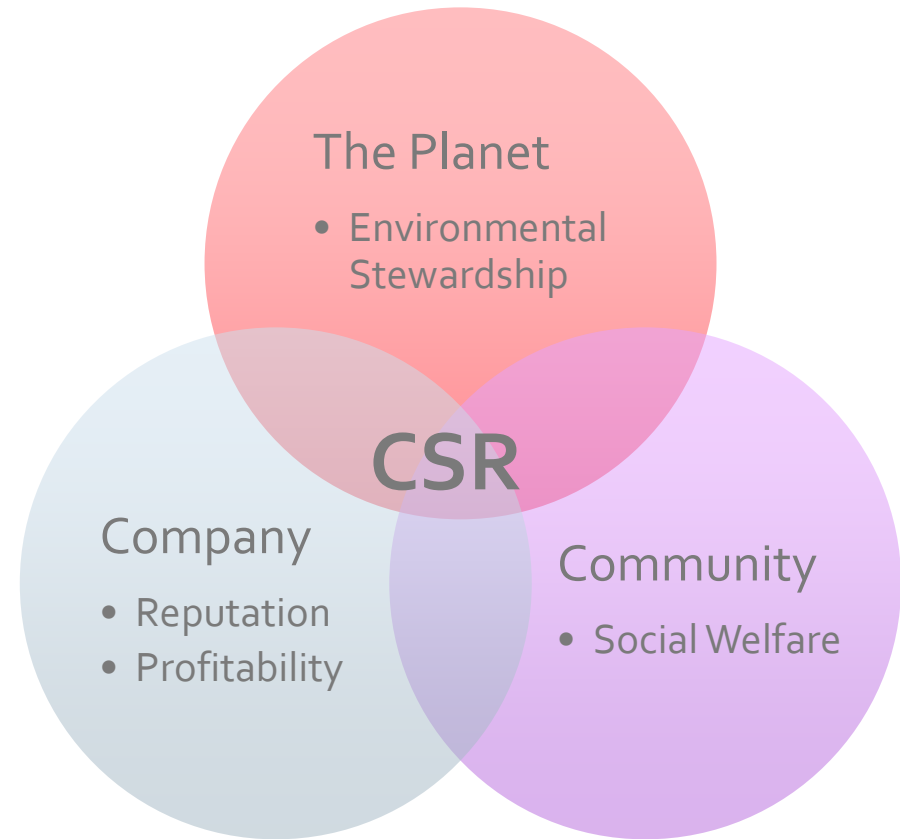 The Planet
• Environmental
Stewardship
CSR
Company
• Reputation
• Profitability
Community
• Social Welfare